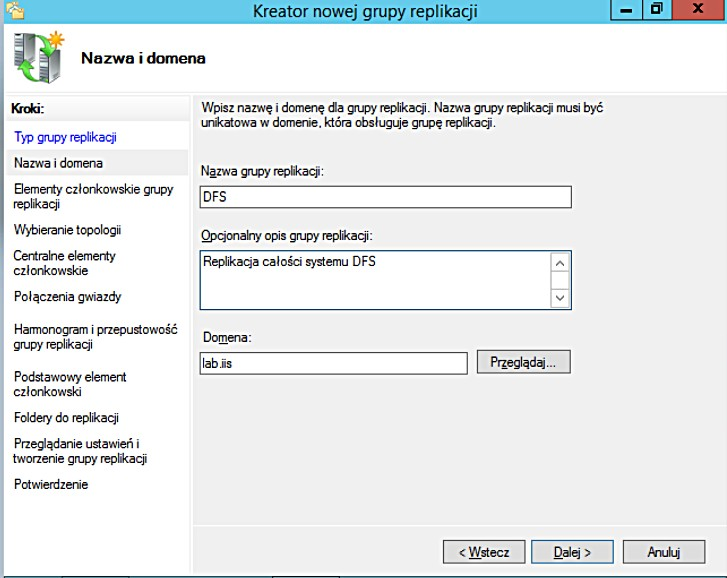 Kreator nowej grupy replikacji
Nazwa i domena
Kroki:
Typ grupy replikacji
Nazwa i domena
Elementy członkowskie grupy
replikacji
Wybieranie topologii
Centralne elementy
członkowskie
Połączenia gwiazdy
Harmonogram i przepustowość
grupy replikacji
Podstawowy element
członkowski
Foldery do replikacji
Przeglądanie ustawień i
tworzenie grupy replikacji
Potwierdzenie
Wpisz nazwę i domenę dla grupy replikacji. Nazwa grupy replikacji musi być
unikatowa w domenie, która obsługuje grupę replikacji.
Nazwa grupy replikacji:
DFS
Opcjonalny opis grupy replikacji:
Replikacja całości systemu DFS
Domena:
lab.iis
Przeglądaj...
< Wstecz
Dalej >
Anuluj